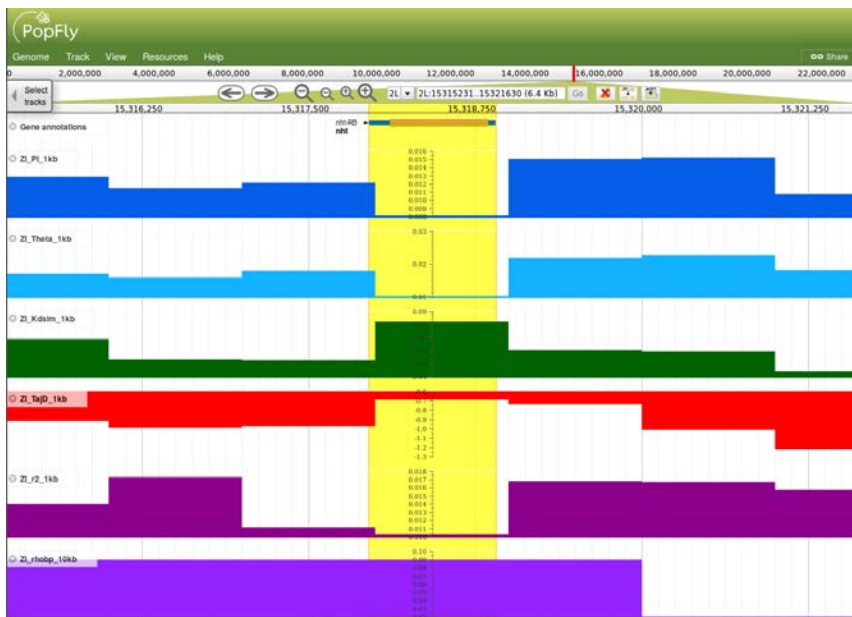 PopFly
Genome Track View Resources Help Share
0 2,000,000 4,000,000 6,000,000 8,000,000 10,000,000 12,000,000 14,000,000 16,000,000 18,000,000 20,000,000 22,000,000
Select
tracks
2L 2L:15315231..15321630 (6.4 Kb) Go
15,316,250 15,317,500 15,318,750 15,320,000 15,321,250
Gene annotations
nht-RB
nht
ZI_Pi_1kb
0.016
0.015
0.014
0.013
0.012
0.011
0.010
0.009
0.008
ZI_Theta_1kb
0.03
0.02
0.01
ZI_Kdsim_1kb
0.09
ZI_TajD_1kb
-0.7
-0.8
-0.9
-1.0
-1.1
-1.2
-1.3
ZI_r2_1kb
0.018
0.017
0.016
0.015
0.014
0.013
0.012
0.011
ZI_rhobp_10kb
0.10